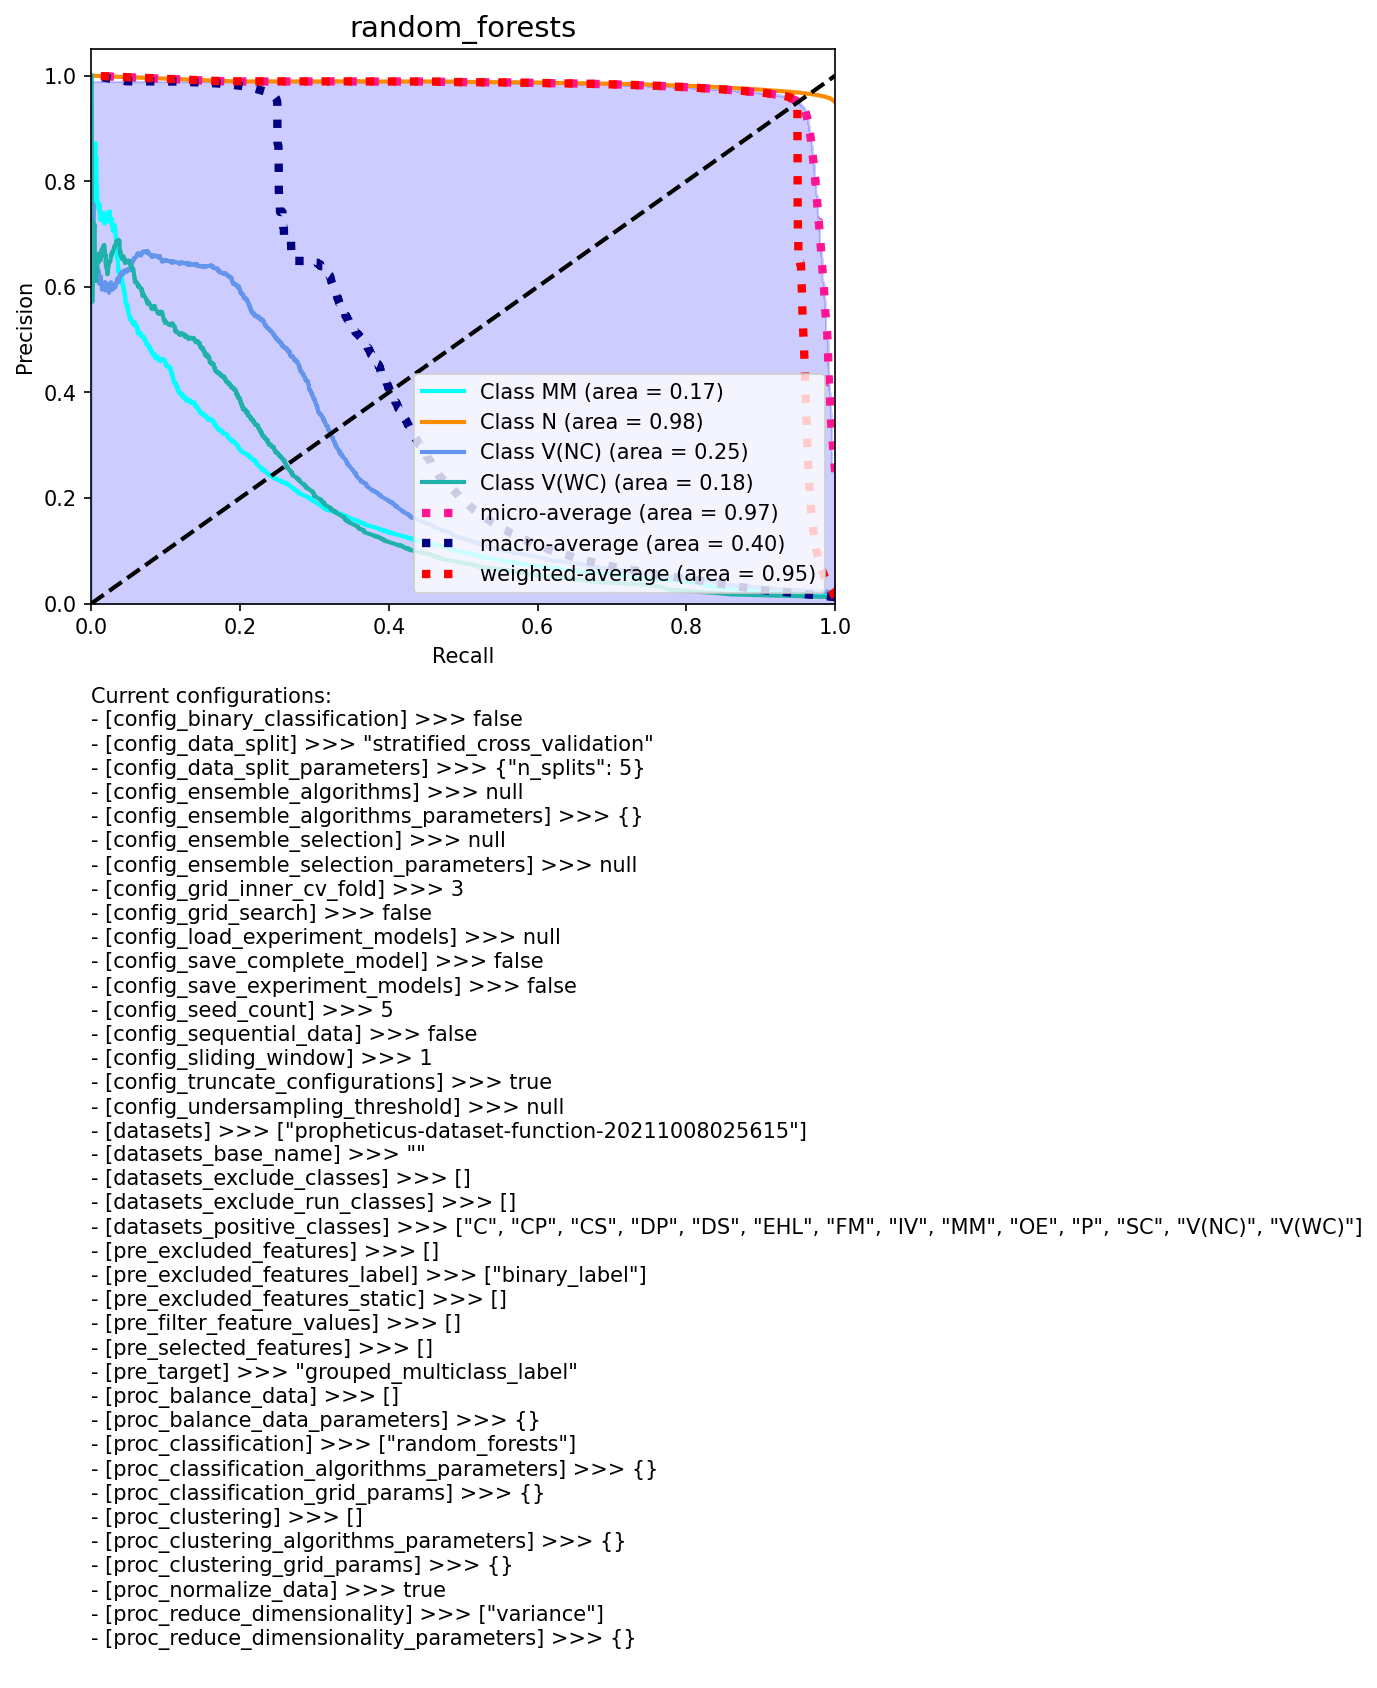 random_forests
1.0
0.8
0.6
0.4
0.2
0.0
Precision
0.0 0.2 0.4 0.6 0.8 1.0
Recall
Class MM (area = 0.17)
Class N (area = 0.98)
Class V(NC) (area = 0.25)
Class V(WC) (area = 0.18)
micro-average (area = 0.97)
macro-average (area = 0.40)
weighted-average (area = 0.95)
Current configurations:
- [config_binary_classification] >>> false
- [config_data_split] >>> "stratified_cross_validation"
- [config_data_split_parameters] >>> {"n_splits": 5}
- [config_ensemble_algorithms] >>> null
- [config_ensemble_algorithms_parameters] >>> {}
- [config_ensemble_selection] >>> null
- [config_ensemble_selection_parameters] >>> null
- [config_grid_inner_cv_fold] >>> 3
- [config_grid_search] >>> false
- [config_load_experiment_models] >>> null
- [config_save_complete_model] >>> false
- [config_save_experiment_models] >>> false
- [config_seed_count] >>> 5
- [config_sequential_data] >>> false
- [config_sliding_window] >>> 1
- [config_truncate_configurations] >>> true
- [config_undersampling_threshold] >>> null
- [datasets] >>> ["propheticus-dataset-function-20211008025615"]
- [datasets_base_name] >>> ""
- [datasets_exclude_classes] >>> []
- [datasets_exclude_run_classes] >>> []
- [datasets_positive_classes] >>> ["C", "CP", "CS", "DP", "DS", "EHL", "FM", "IV", "MM", "OE", "P", "SC", "V(NC)", "V(WC)"]
- [pre_excluded_features] >>> []
- [pre_excluded_features_label] >>> ["binary_label"]
- [pre_excluded_features_static] >>> []
- [pre_filter_feature_values] >>> []
- [pre_selected_features] >>> []
- [pre_target] >>> "grouped_multiclass_label"
- [proc_balance_data] >>> []
- [proc_balance_data_parameters] >>> {}
- [proc_classification] >>> ["random_forests"]
- [proc_classification_algorithms_parameters] >>> {}
- [proc_classification_grid_params] >>> {}
- [proc_clustering] >>> []
- [proc_clustering_algorithms_parameters] >>> {}
- [proc_clustering_grid_params] >>> {}
- [proc_normalize_data] >>> true
- [proc_reduce_dimensionality] >>> ["variance"]
- [proc_reduce_dimensionality_parameters] >>> {}